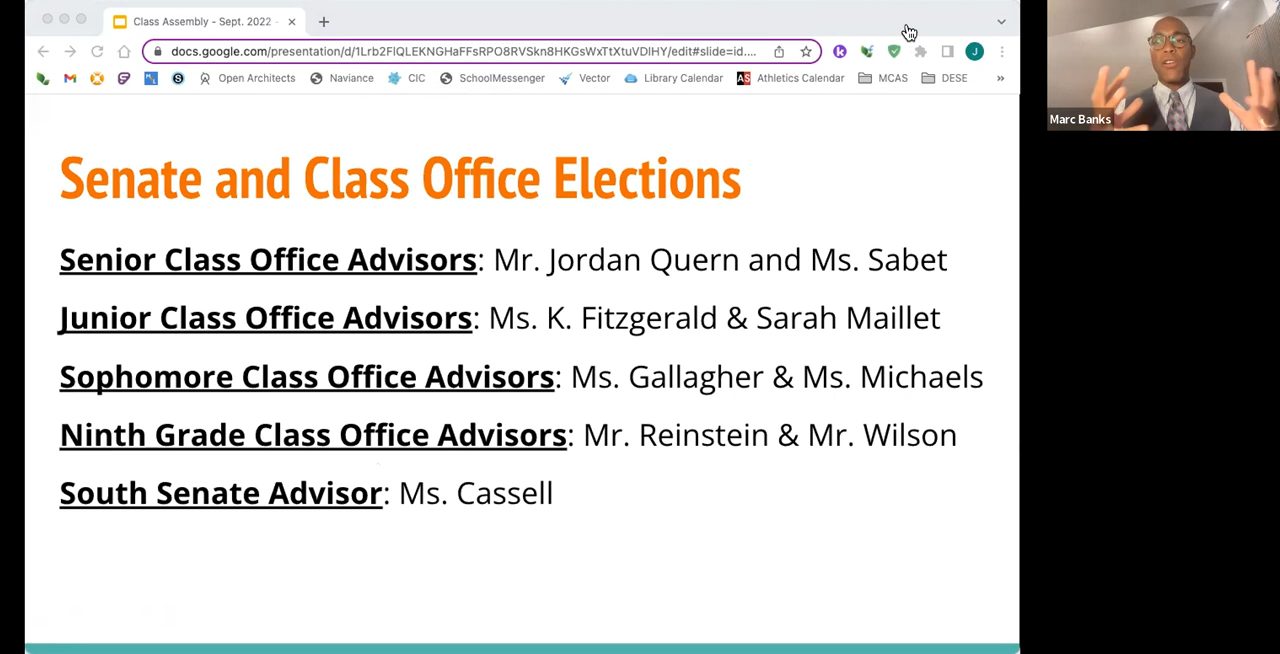 Class Assembly - Sept. 2022 -
docs.google.com/presentation/d/1Lrb2FlQLEKNGHaFFsRPO8RVSkn8HKGsWxTtXtuVDlHY/edit#slide=id....
J
Open Architects Naviance CIC SchoolMessenger Vector Library Calendar AS Athletics Calendar MCAS DESE »
Marc Banks
Senate and Class Office Elections
Senior Class Office Advisors: Mr. Jordan Quern and Ms. Sabet
Junior Class Office Advisors: Ms. K. Fitzgerald & Sarah Maillet
Sophomore Class Office Advisors: Ms. Gallagher & Ms. Michaels
Ninth Grade Class Office Advisors: Mr. Reinstein & Mr. Wilson
South Senate Advisor: Ms. Cassell